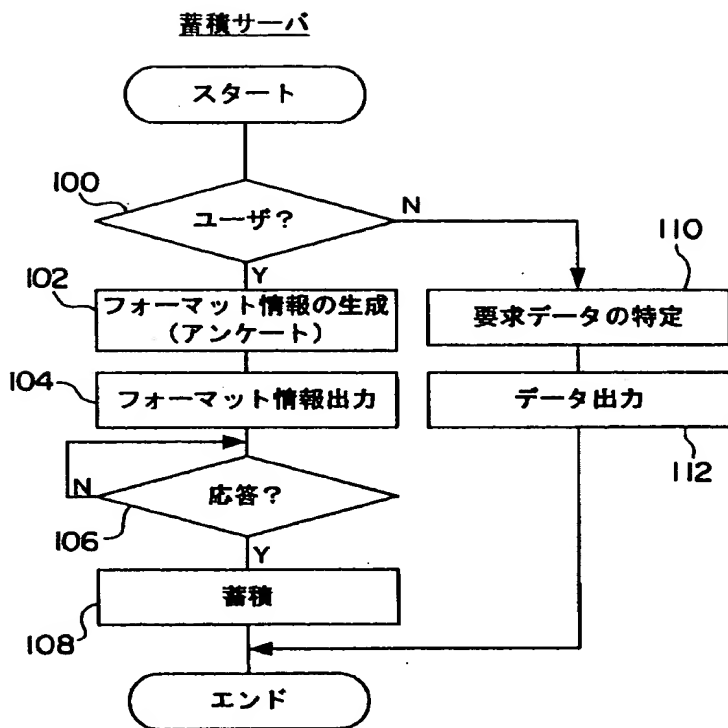 蓄積サーバ
スタート
100
ユーザ?
N
Y
102
フォーマット情報の生成
(アンケート)
104
フォーマット情報出力
N
応答?
106
Y
蓄積
108
110
要求データの特定
データ出力
112
エンド